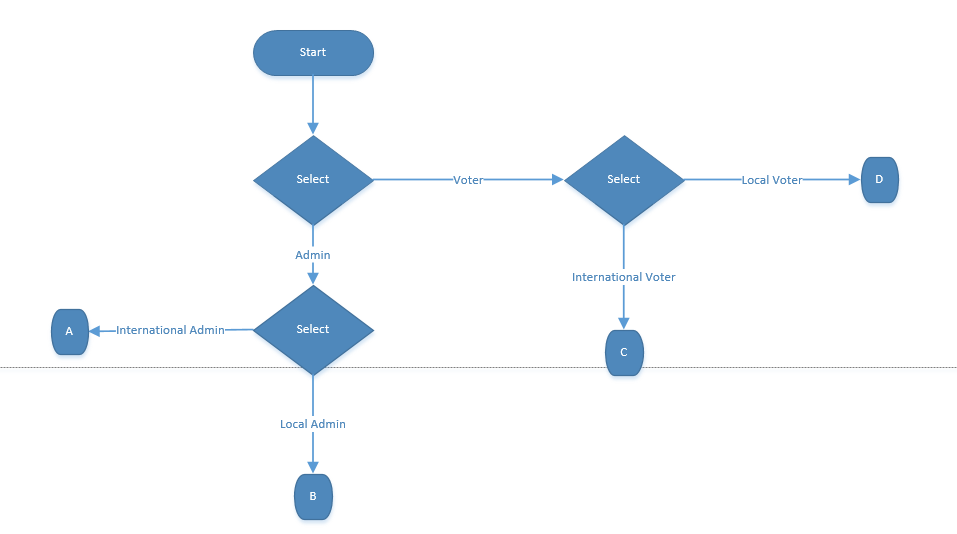 Start
Select
Voter
Select
Local Voter
D
Admin
International Voter
A
International Admin
Select
C
Local Admin
B